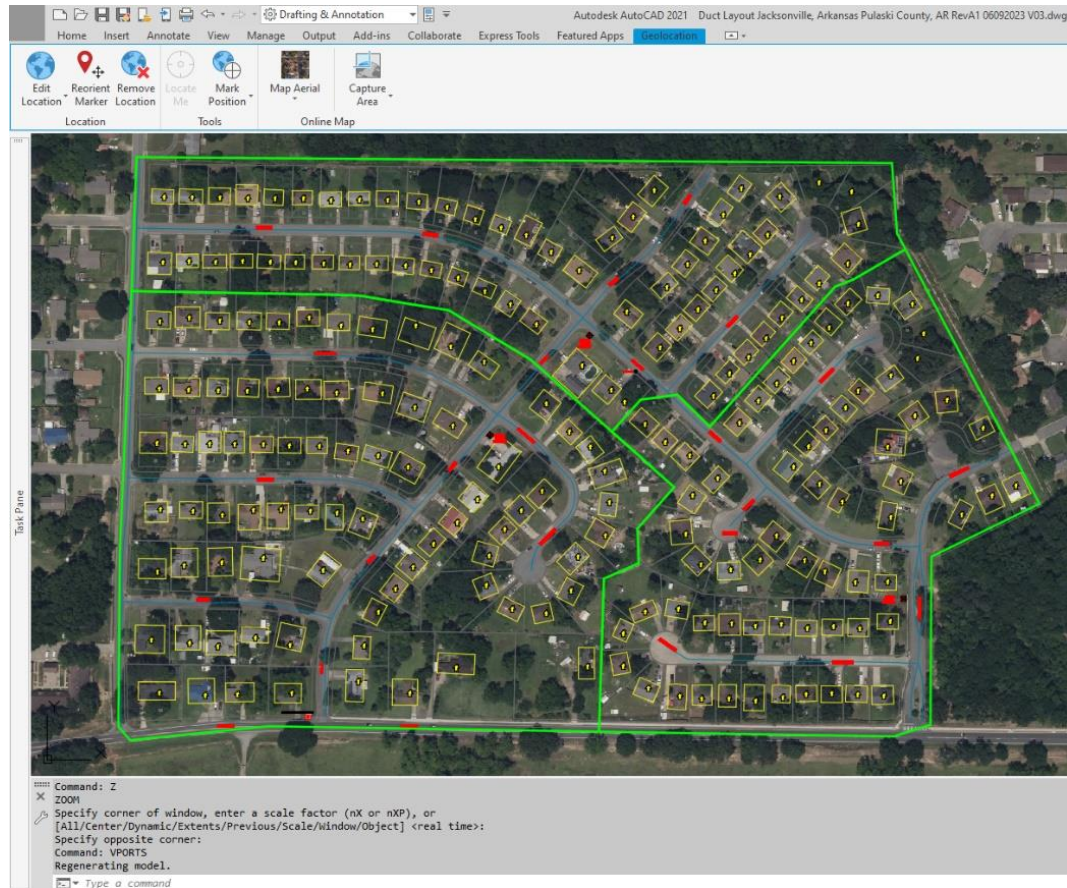 Drafting & Annotation
Autodesk AutoCAD 2021 Duct Layout Jacksonville, Arkansas Pulaski County, AR RevA1 06092023 V03.dwg
Home Insert Annotate View Manage Output Add-ins Collaborate Express Tools Featured Apps Geolocation
Edit Location
Reorient Marker
Remove Location
Locate Me
Mark Position
Map Aerial
Capture Area
Location
Tools
Online Map
Task Pane
Command: Z
ZOOM
Specify corner of window, enter a scale factor (nX or nXP), or
[All/Center/Dynamic/Extents/Previous/Scale/Window/Object] <real time>:
Specify opposite corner:
Command: VPORTS
Regenerating model.
Type a command